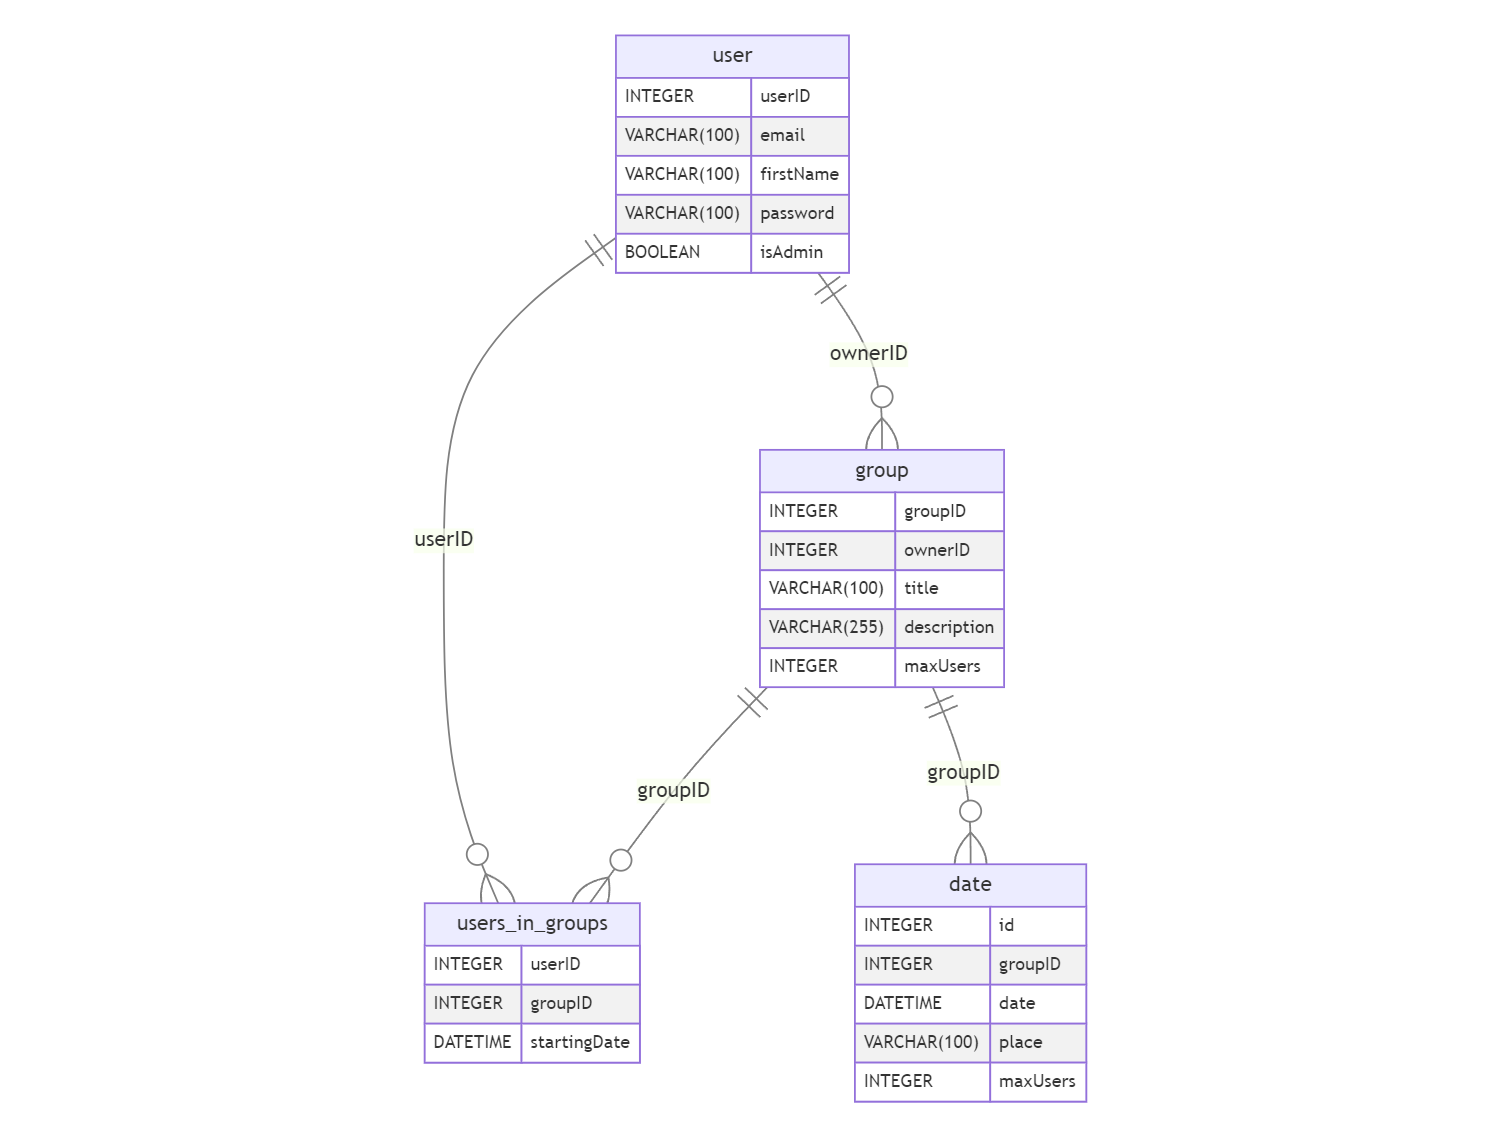 user
INTEGER userID
VARCHAR(100) email
VARCHAR(100) firstName
VARCHAR(100) password
BOOLEAN isAdmin
ownerID
group
INTEGER groupID
INTEGER ownerID
VARCHAR(100) title
VARCHAR(255) description
INTEGER maxUsers
userID
groupID
groupID
users_in_groups
INTEGER userID
INTEGER groupID
DATETIME startingDate
date
INTEGER id
INTEGER groupID
DATETIME date
VARCHAR(100) place
INTEGER maxUsers